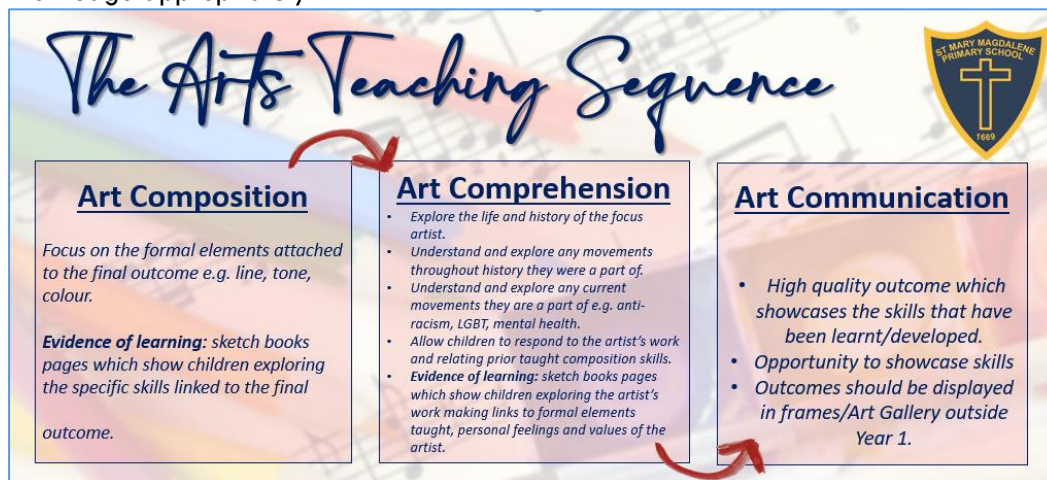 The Arts Teaching Sequence
ST MARY MAGDALENE
PRIMARY SCHOOL
1669
Art Composition
Focus on the formal elements attached
to the final outcome e.g. line, tone,
colour.
Evidence of learning: sketch books
pages which show children exploring
the specific skills linked to the final
outcome.
Art Comprehension
• Explore the life and history of the focus
artist.
• Understand and explore any movements
throughout history they were a part of.
• Understand and explore any current
movements they are a part of e.g. anti-
racism, LGBT, mental health.
• Allow children to respond to the artist's work
and relating prior taught composition skills.
• Evidence of learning: sketch books pages
which show children exploring the artist's
work making links to formal elements
taught, personal feelings and values of the
artist.
Art Communication
• High quality outcome which
showcases the skills that have
been learnt/developed.
• Opportunity to showcase skills
• Outcomes should be displayed
in frames/Art Gallery outside
Year 1.